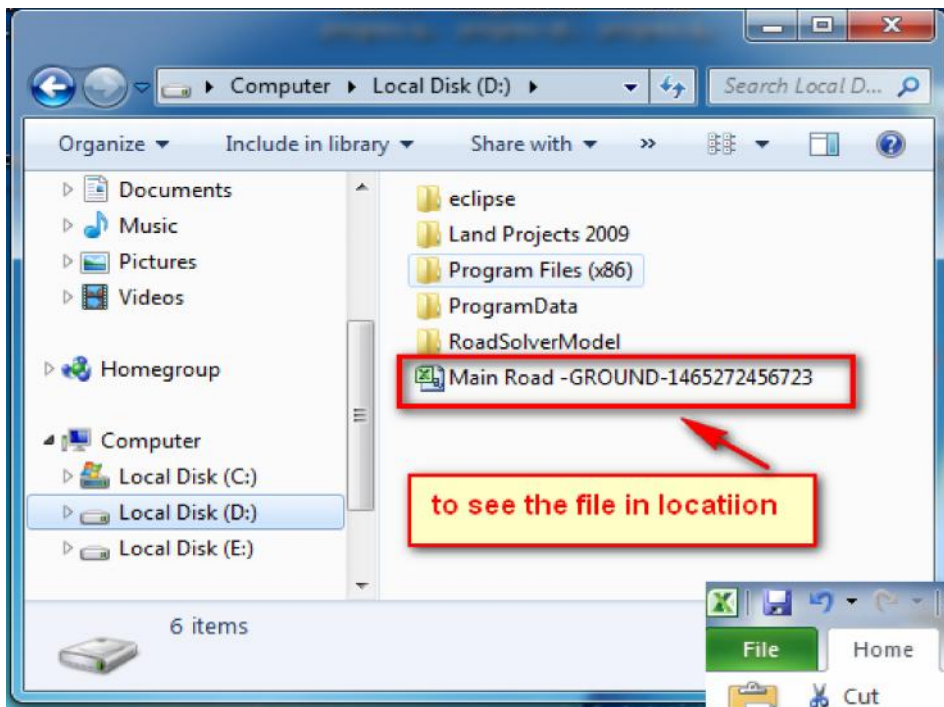 Computer Local Disk (D:)
Search Local D...
Organize Include in library Share with »
Documents
Music
Pictures
Videos
Homegroup
Computer
Local Disk (C:)
Local Disk (D:)
Local Disk (E:)
eclipse
Land Projects 2009
Program Files (x86)
ProgramData
RoadSolverModel
Main Road -GROUND-1465272456723
to see the file in locatiion
6 items
File Home
Cut